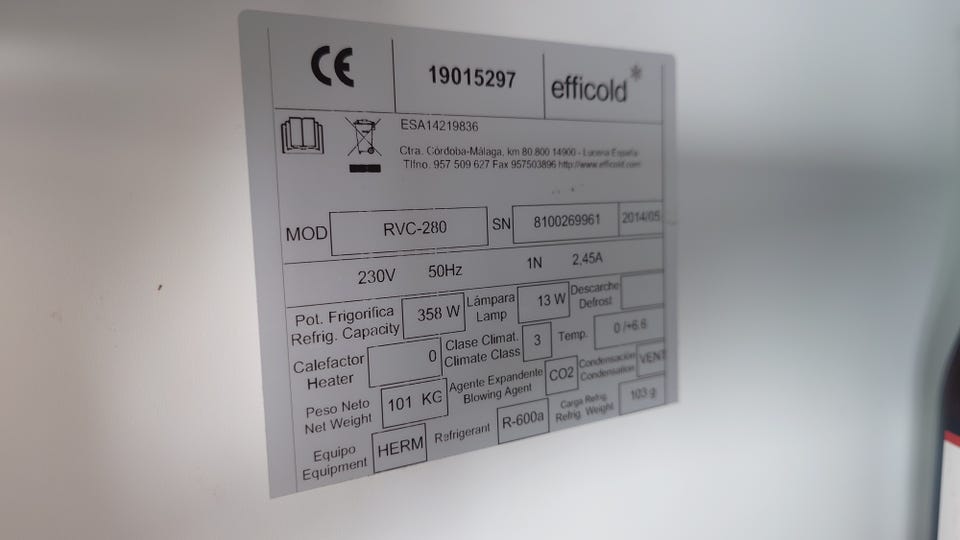 CE 19015297 efficold*
ESA14219836
Ctra. Córdoba-Málaga, km 80.800 14900 - Lucena España
Tlfno. 957 509 627 Fax 957503896 http://www.efficold.com
MOD RVC-280 SN 8100269961 2014/05
230V 50Hz 1N 2,45A
Pot. Frigorifica
Refrig. Capacity
358 W
Lámpara
Lamp
13 W
Descarche
Defrost
Calefactor
Heater
0
Clase Climat.
Climate Class
3
Temp.
0 /+6.6
Peso Neto
Net Weight
101 KG
Agente Expandente
Blowing Agent
CO2
Condensación
Condensation
VENT
Equipo
Equipment
HERM
Refrigerant
R-600a
Carga Refrig.
Refrig. Weight
103 g